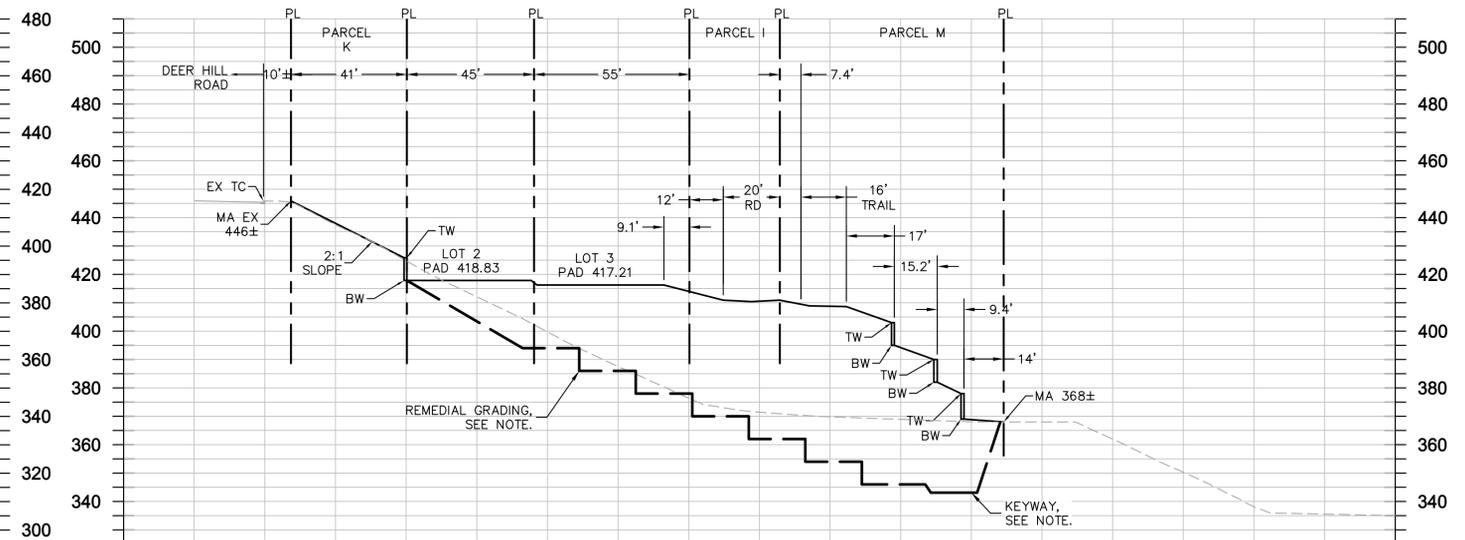 PL PL PL PL PL PL
PARCEL
K
PARCEL I
PARCEL M
480
460
440
420
400
380
360
340
320
300
500
480
460
440
420
400
380
360
340
500
480
460
440
420
400
380
360
340
DEER HILL
ROAD
10'±
41'
45'
55'
7.4'
EX TC
MA EX
446±
2:1
SLOPE
TW
BW
LOT 2
PAD 418.83
LOT 3
PAD 417.21
9.1'
12'
20'
RD
16'
TRAIL
17'
15.2'
9.4'
14'
TW
BW
TW
BW
TW
BW
MA 368±
REMEDIAL GRADING,
SEE NOTE.
KEYWAY,
SEE NOTE.